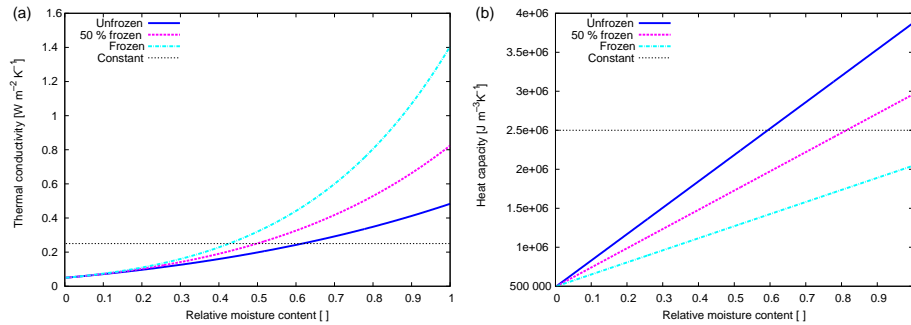 (a)
Unfrozen
50 % frozen
Frozen
Constant
Thermal conductivity [W m⁻² K⁻¹]
1.6
1.4
1.2
1
0.8
0.6
0.4
0.2
0
0 0.1 0.2 0.3 0.4 0.5 0.6 0.7 0.8 0.9 1
Relative moisture content [ ]
(b)
Unfrozen
50 % frozen
Frozen
Constant
Heat capacity [J m⁻³K⁻¹]
4e+06
3.5e+06
3e+06
2.5e+06
2e+06
1.5e+06
1e+06
500 000
0 0.1 0.2 0.3 0.4 0.5 0.6 0.7 0.8 0.9
Relative moisture content [ ]